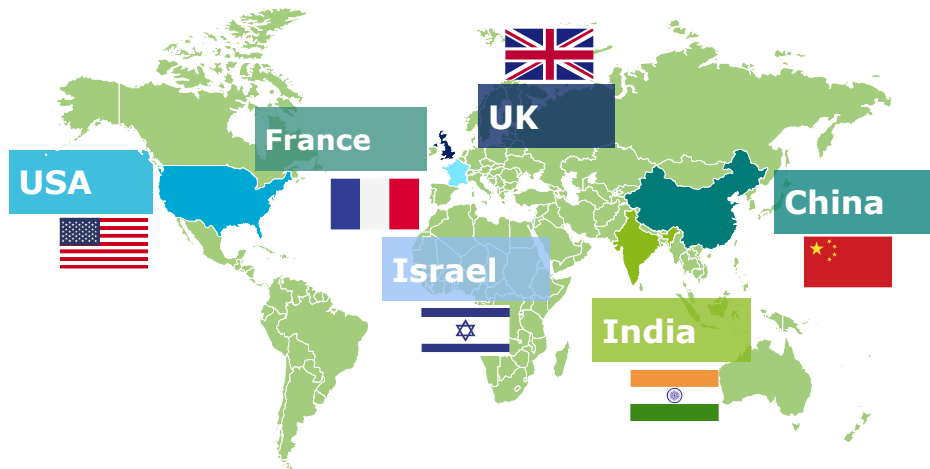 UK
France
USA
China
Israel
India